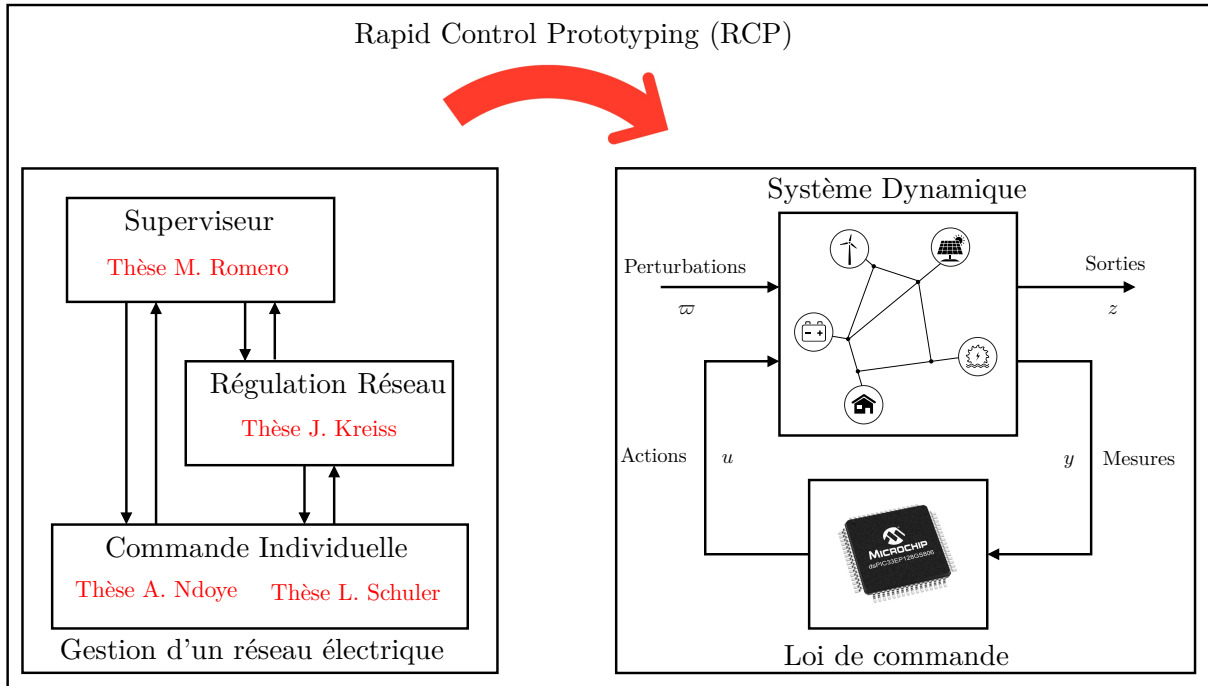 Rapid Control Prototyping (RCP)
Superviseur
Thèse M. Romero
Régulation Réseau
Thèse J. Kreiss
Commande Individuelle
Thèse A. Ndoye
Thèse L. Schuler
Gestion d'un réseau électrique
Système Dynamique
Perturbations
ϖ
Sorties
z
Actions
u
y
Mesures
MICROCHIP
dsPIC33EP128GS806
Loi de commande